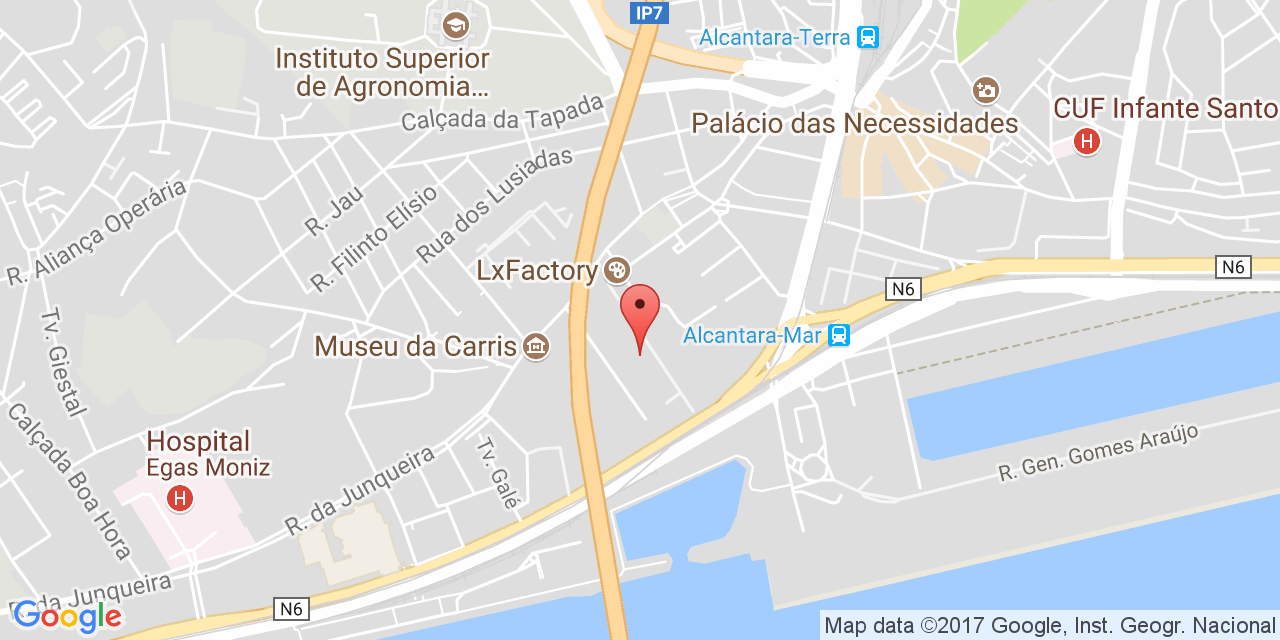 IP7
Alcantara-Terra
Instituto Superior
de Agronomia...
Calçada da Tapada
Palácio das Necessidades
CUF Infante Santo
H
Rua dos Lusiadas
R. Jau
R. Aliança Operária
R. Filinto Elísio
LxFactory
N6
N6
Tv. Giestal
Museu da Carris
Alcantara-Mar
Calçada Boa Hora
Hospital
Egas Moniz
H
R. da Junqueira
Tv. Galé
R. Gen. Gomes Araújo
R. da Junqueira
N6
Google
Map data ©2017 Google, Inst. Geogr. Nacional